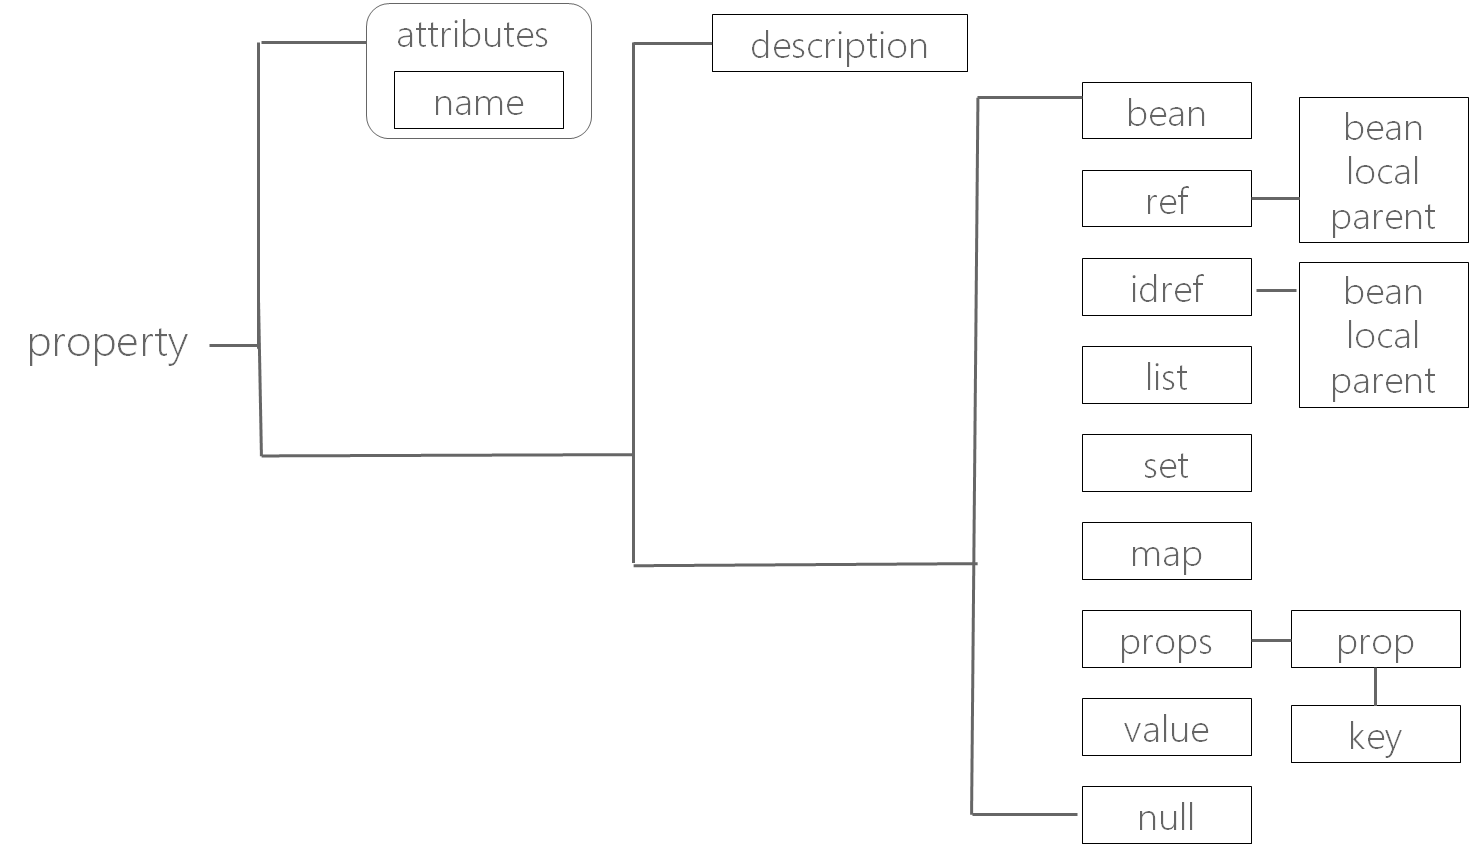 attributes
name
description
bean
ref
bean
local
parent
idref
bean
local
parent
property
list
set
map
props
prop
value
key
null